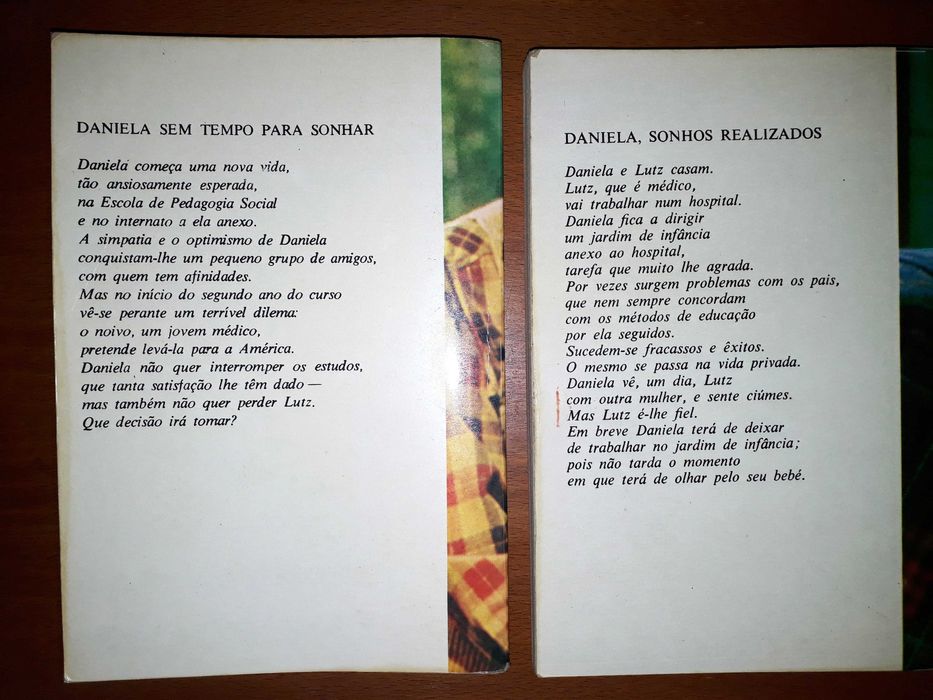 DANIELA SEM TEMPO PARA SONHAR
Daniela começa uma nova vida,
tão ansiosamente esperada,
na Escola de Pedagogia Social
e no internato a ela anexo.
A simpatia e o optimismo de Daniela
conquistam-lhe um pequeno grupo de amigos,
com quem tem afinidades.
Mas no início do segundo ano do curso
vê-se perante um terrível dilema:
o noivo, um jovem médico,
pretende levá-la para a América.
Daniela não quer interromper os estudos,
que tanta satisfação lhe têm dado —
mas também não quer perder Lutz.
Que decisão irá tomar?
DANIELA, SONHOS REALIZADOS
Daniela e Lutz casam.
Lutz, que é médico,
vai trabalhar num hospital.
Daniela fica a dirigir
um jardim de infância
anexo ao hospital,
tarefa que muito lhe agrada.
Por vezes surgem problemas com os pais,
que nem sempre concordam
com os métodos de educação
por ela seguidos.
Sucedem-se fracassos e êxitos.
O mesmo se passa na vida privada.
Daniela vê, um dia, Lutz
com outra mulher, e sente ciúmes.
Mas Lutz é-lhe fiel.
Em breve Daniela terá de deixar
de trabalhar no jardim de infância;
pois não tarda o momento
em que terá de olhar pelo seu bebé.